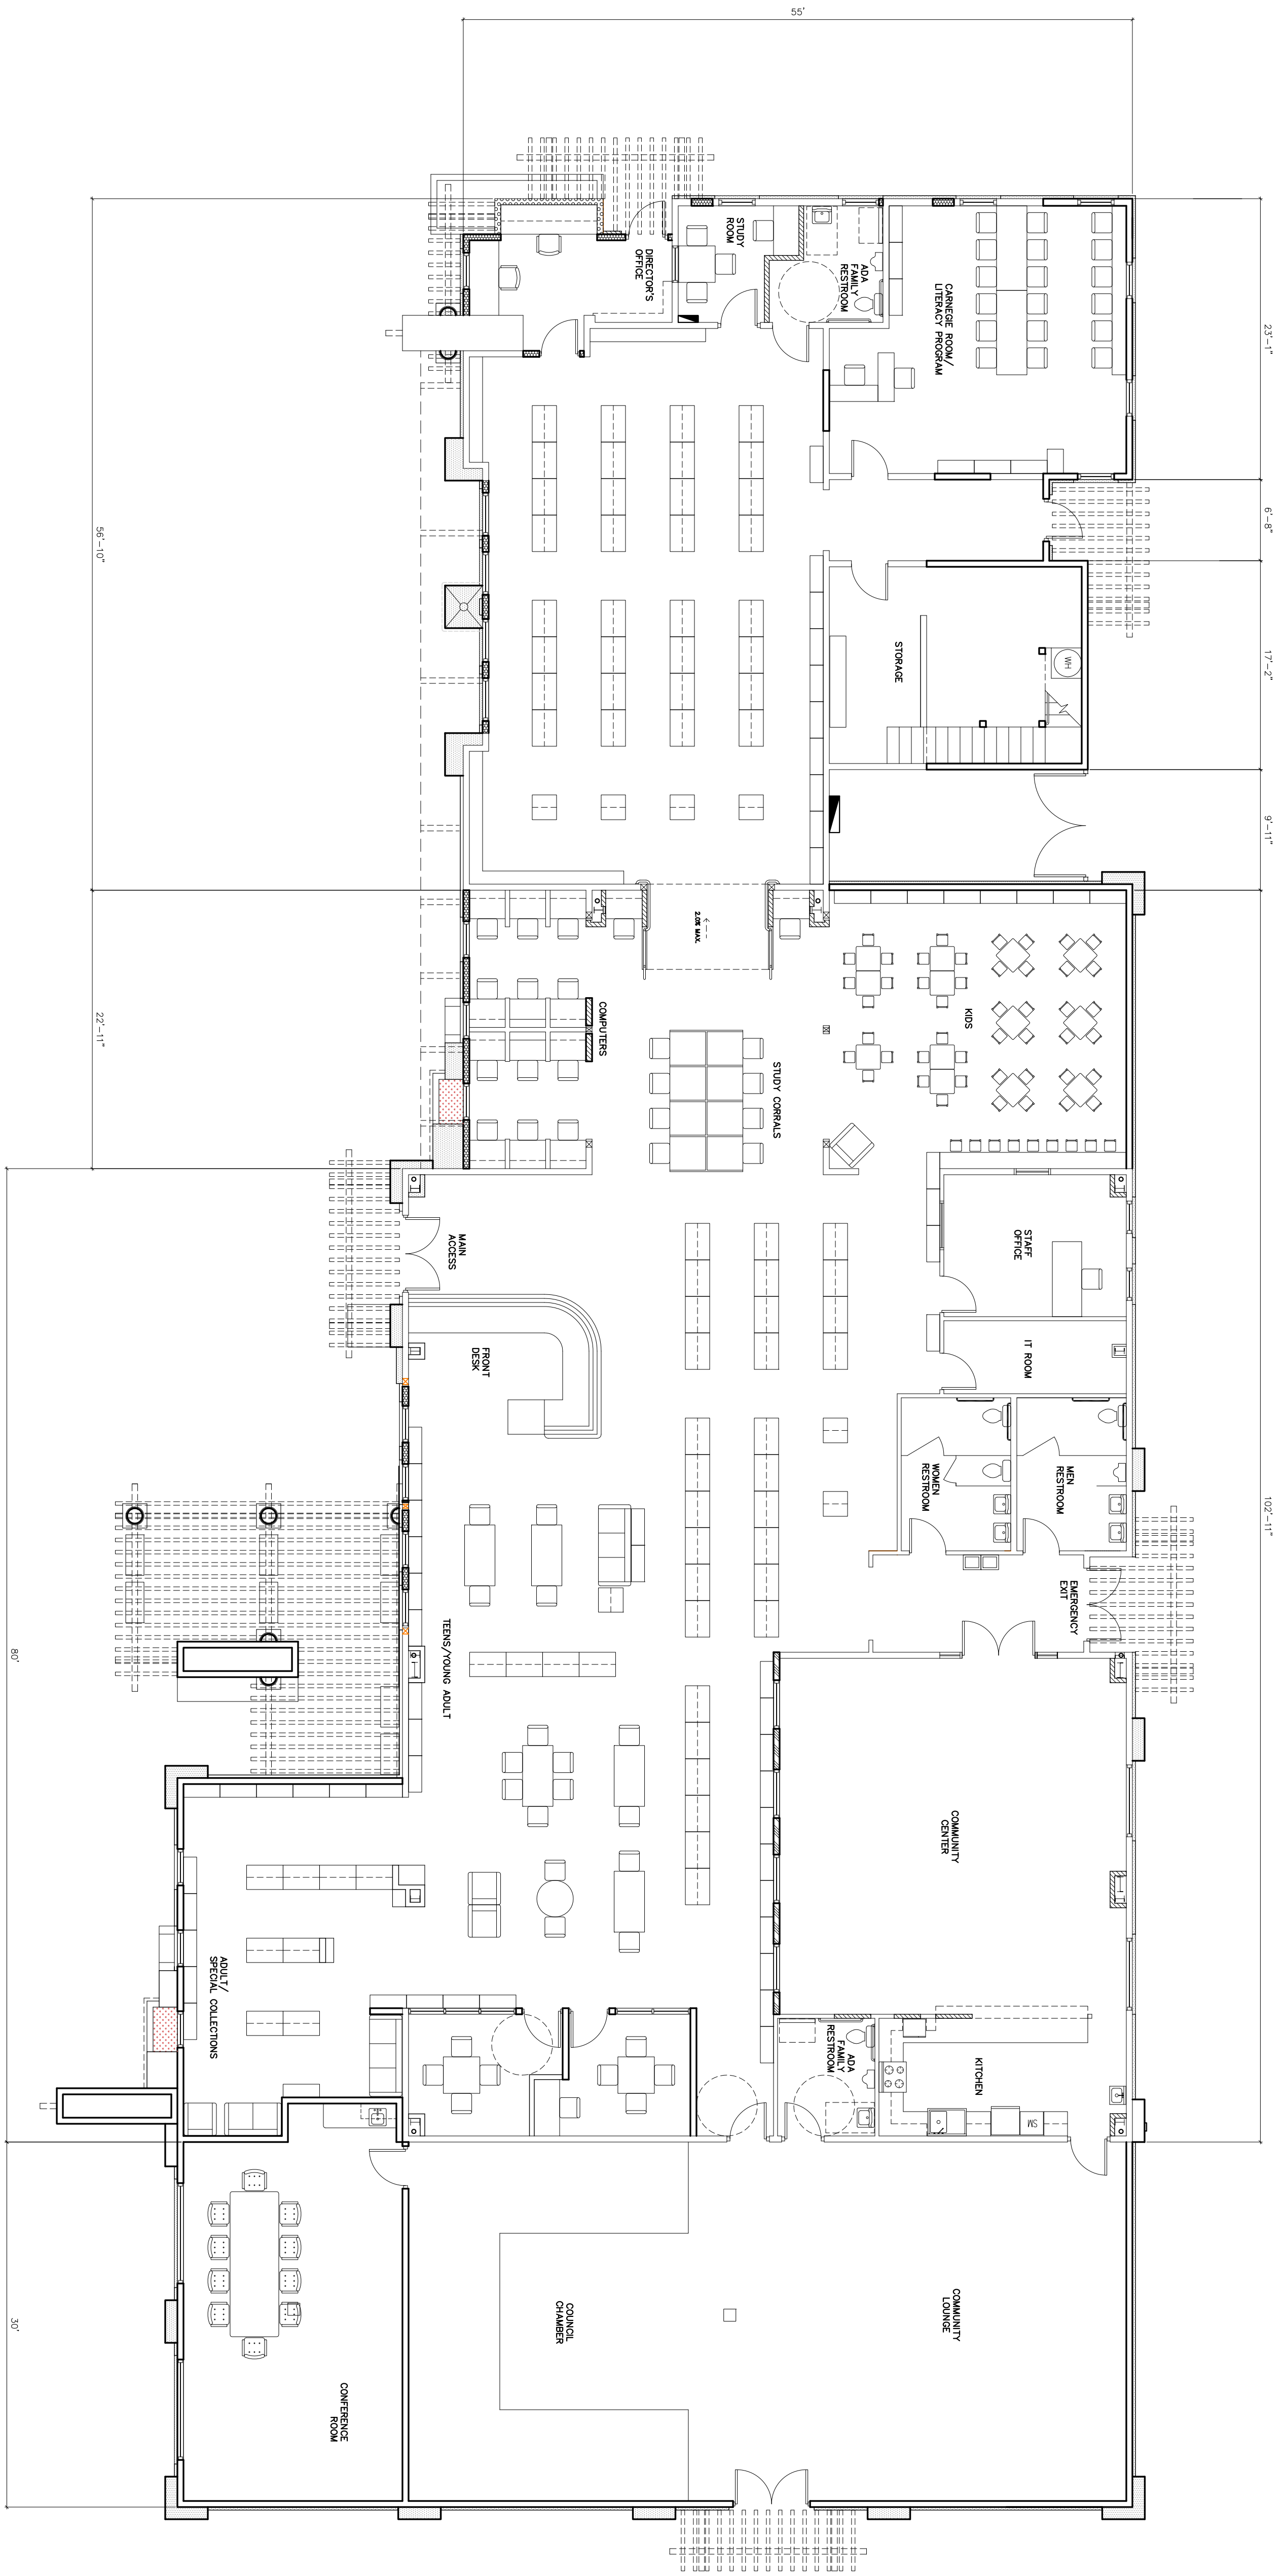 55'
23'-1"
6'-8"
17'-2"
9'-11"
102'-11"
56'-10"
22'-11"
80'
30'
CARNEGIE ROOM/
LITERACY PROGRAM
ADA
FAMILY
RESTROOM
STUDY
ROOM
DIRECTOR'S
OFFICE
STORAGE
WH
2.0% MAX.
KIDS
STUDY CORRALS
COMPUTERS
MAIN
ACCESS
STAFF
OFFICE
IT ROOM
FRONT
DESK
MEN
RESTROOM
WOMEN
RESTROOM
EMERGENCY
EXIT
TEENS/YOUNG ADULT
COMMUNITY
CENTER
ADULT/
SPECIAL COLLECTIONS
KITCHEN
SM
ADA
FAMILY
RESTROOM
COMMUNITY
LOUNGE
COUNCIL
CHAMBER
CONFERENCE
ROOM